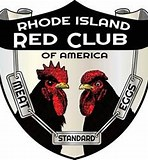 RHODE ISLAND
RED CLUB
OF AMERICA
MEAT
EGGS
STANDARD